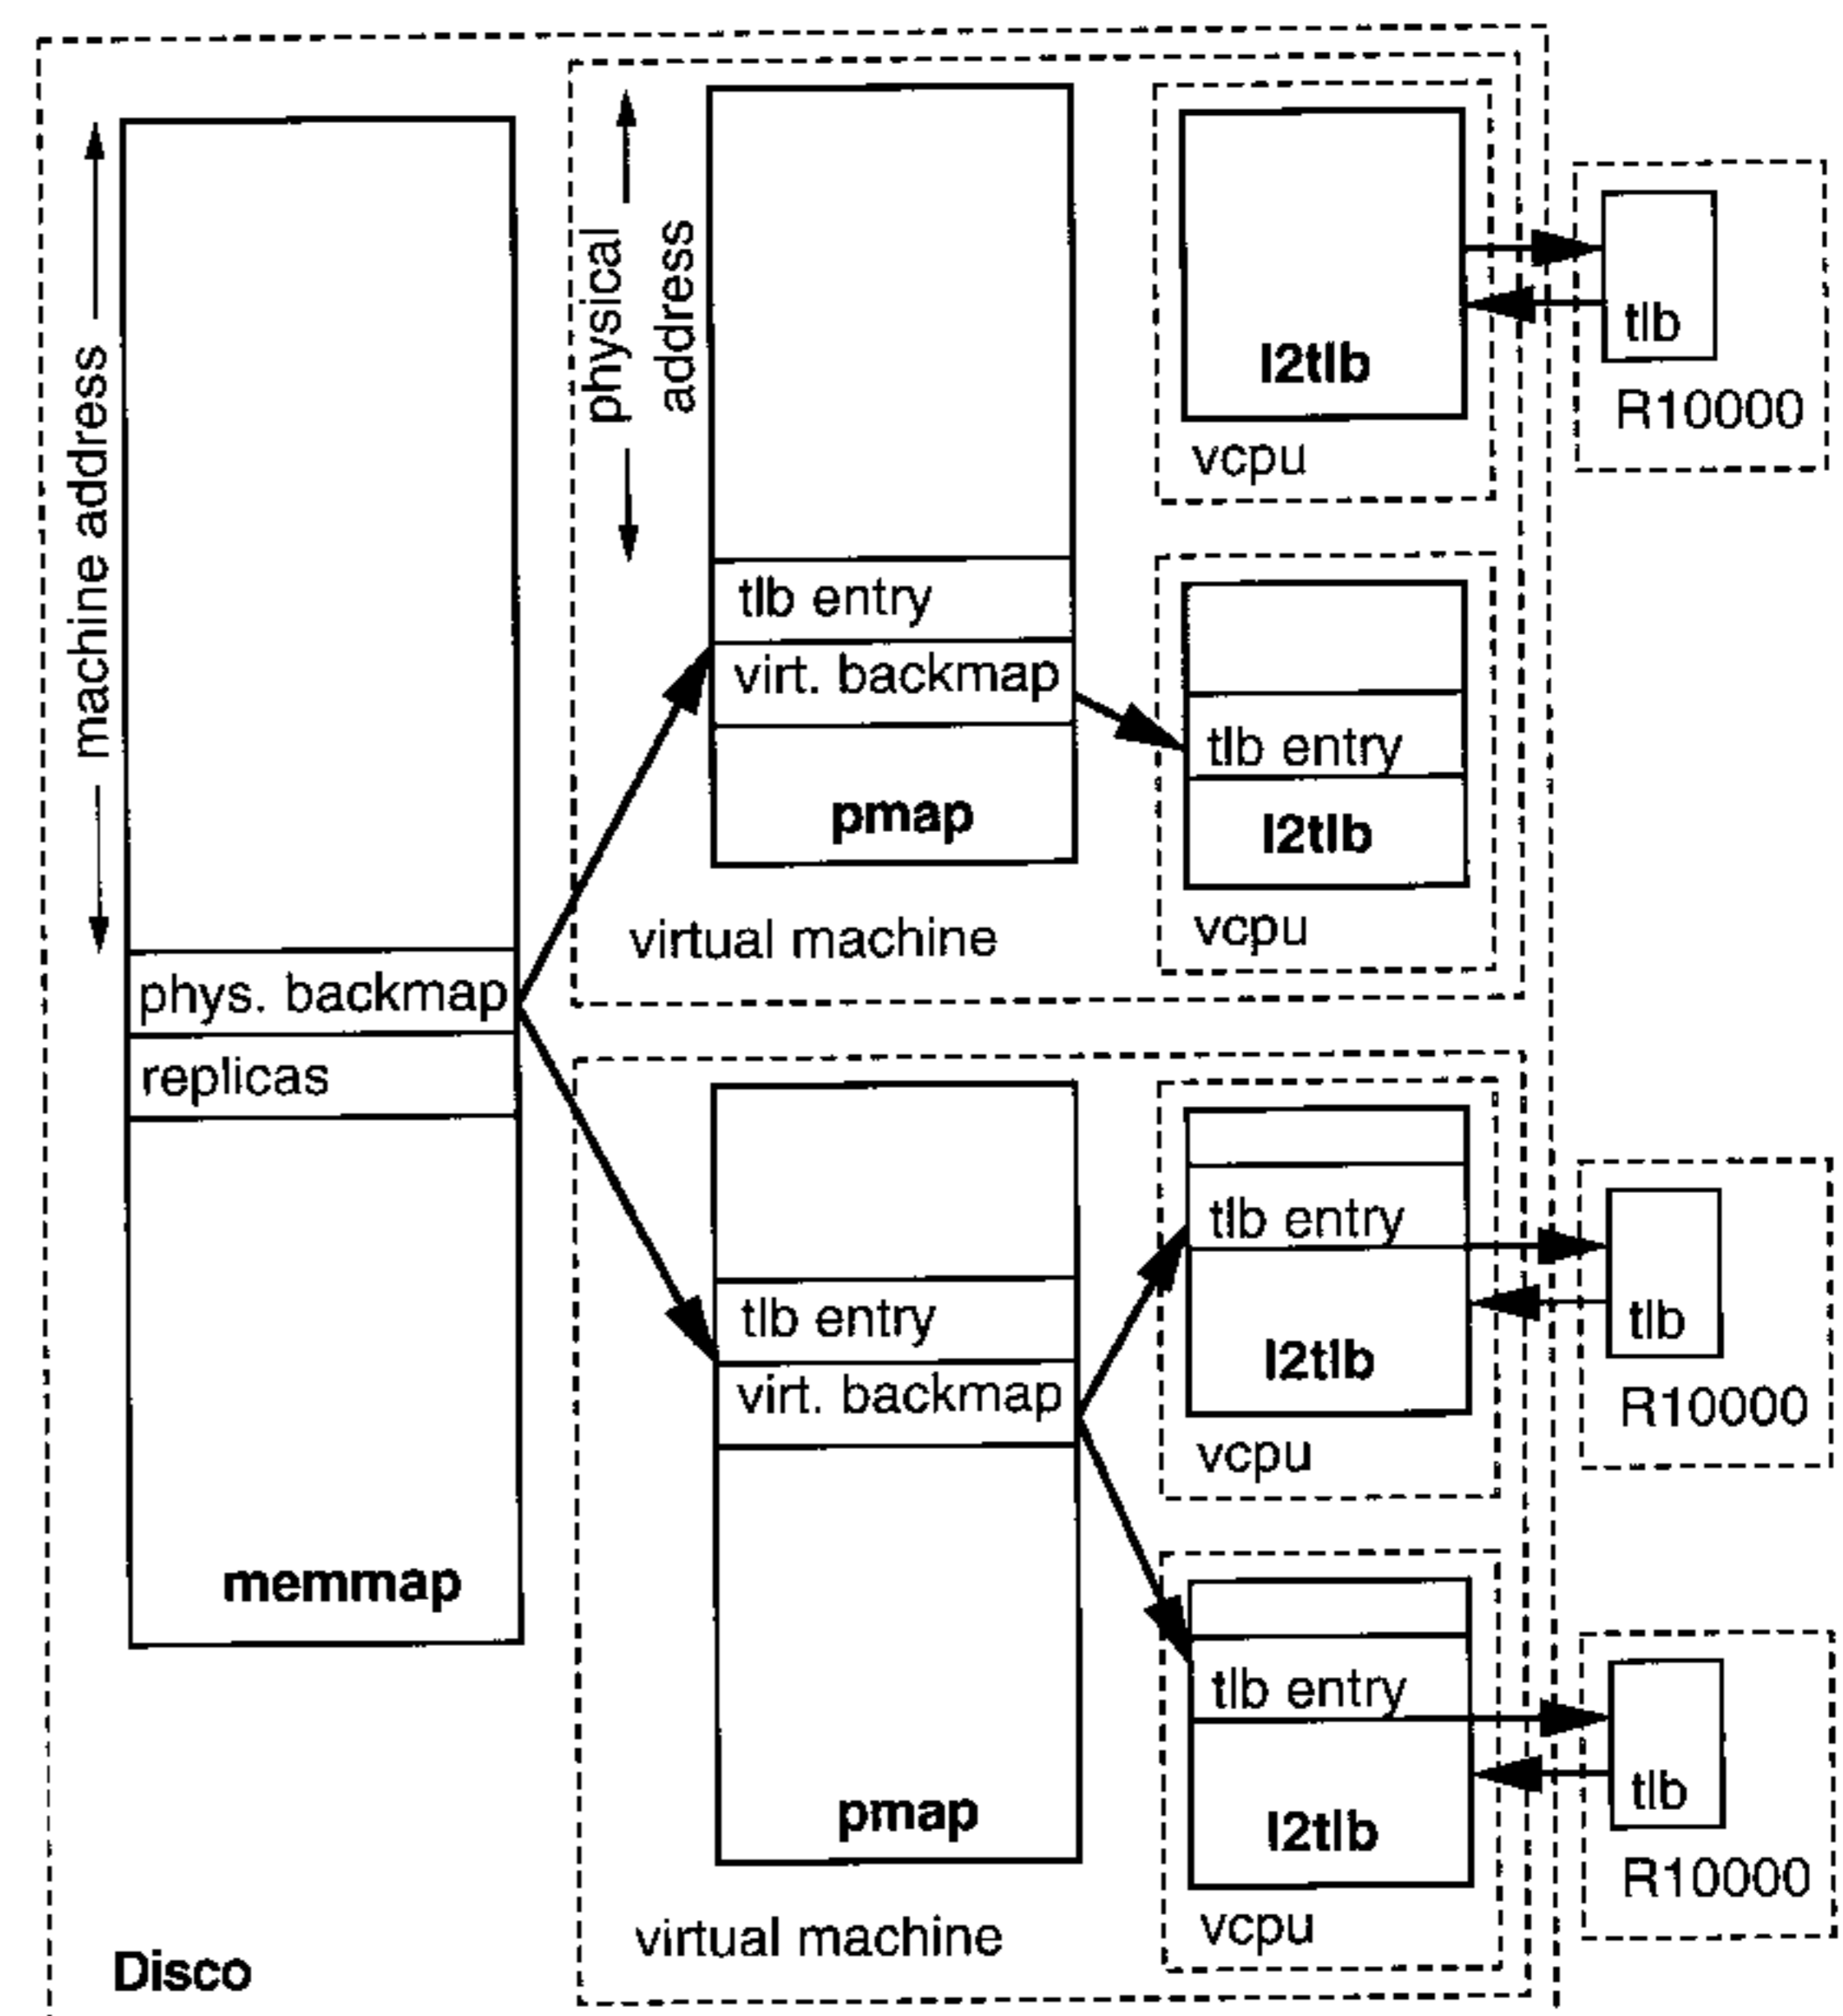 machine address
phys. backmap
replicas
memmap
Disco
physical
address
tlb entry
virt. backmap
pmap
virtual machine
l2tlb
vcpu
tlb entry
l2tlb
vcpu
tlb
R10000
tlb entry
virt. backmap
pmap
virtual machine
tlb entry
l2tlb
vcpu
tlb
R10000
tlb entry
l2tlb
vcpu
tlb
R10000